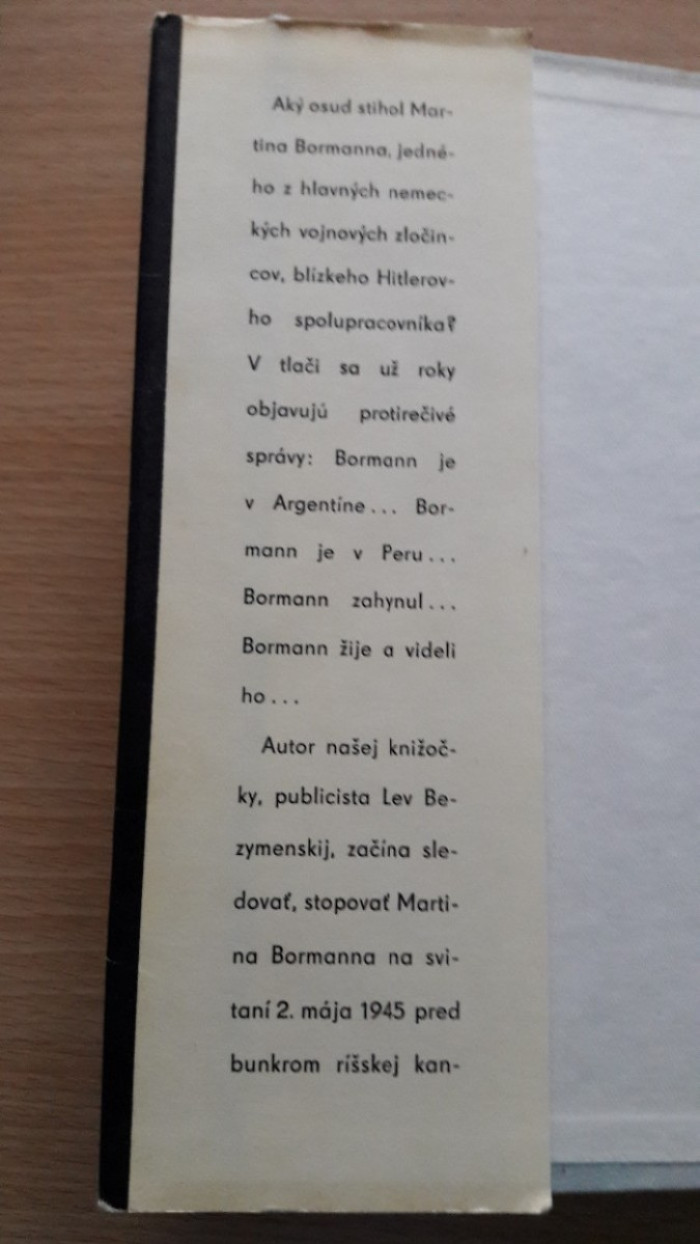 Aký osud stihol Mar-
tina Bormanna, jedné-
ho z hlavných nemec-
kých vojnových zločin-
cov, blízkeho Hitlerov-
ho spolupracovníka?
V tlači sa už roky
objavujú protirečivé
správy: Bormann je
v Argentíne... Bor-
mann je v Peru...
Bormann zahynul...
Bormann žije a videli
ho...
Autor našej knižoč-
ky, publicista Lev Be-
zymenskij, začína sle-
dovať, stopovať Marti-
na Bormanna na svi-
taní 2. mája 1945 pred
bunkrom ríšskej kan-